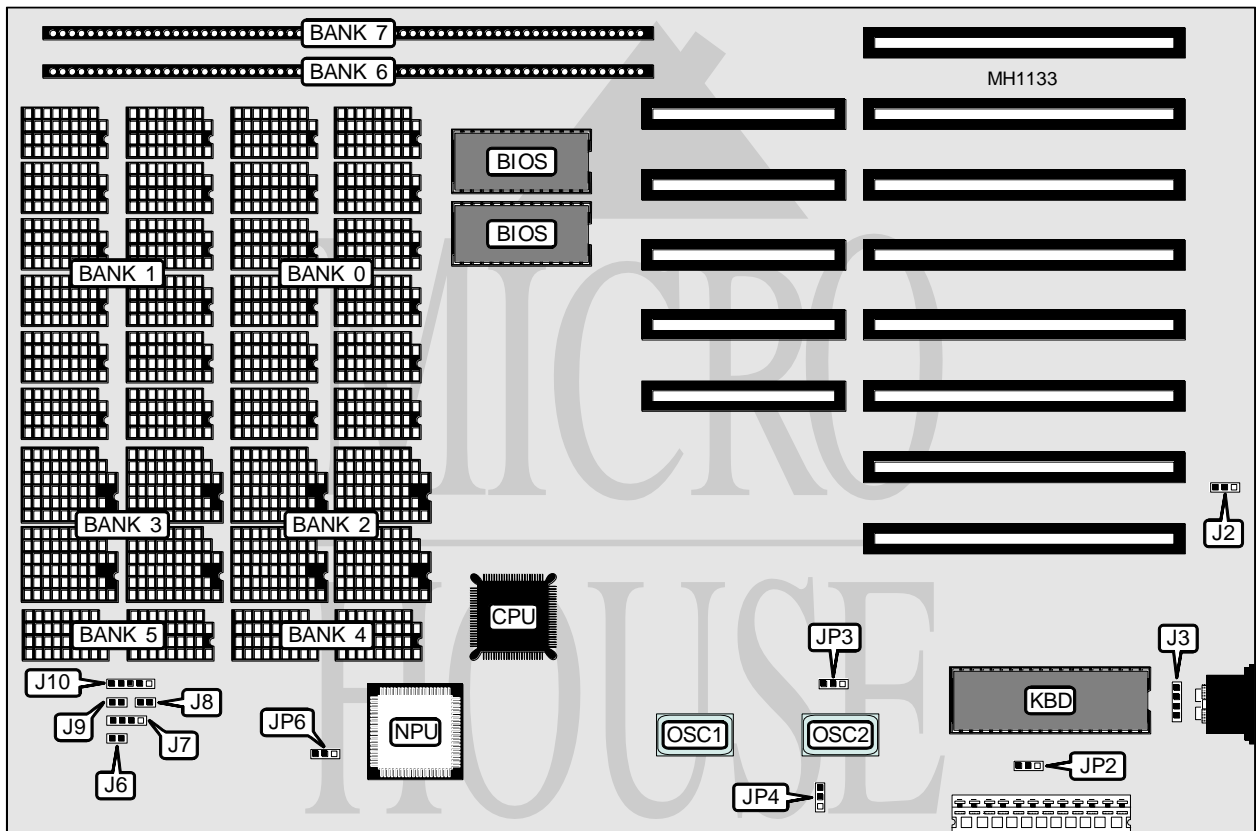 BANK 7
BANK 6
MH1133
BIOS
BIOS
BANK 1
BANK 0
MICRO
J2
BANK 3
BANK 2
HOUSE
CPU
BANK 5
BANK 4
JP3
J3
J10
J9
J8
J7
J6
JP6
NPU
OSC1
OSC2
KBD
JP4
JP2